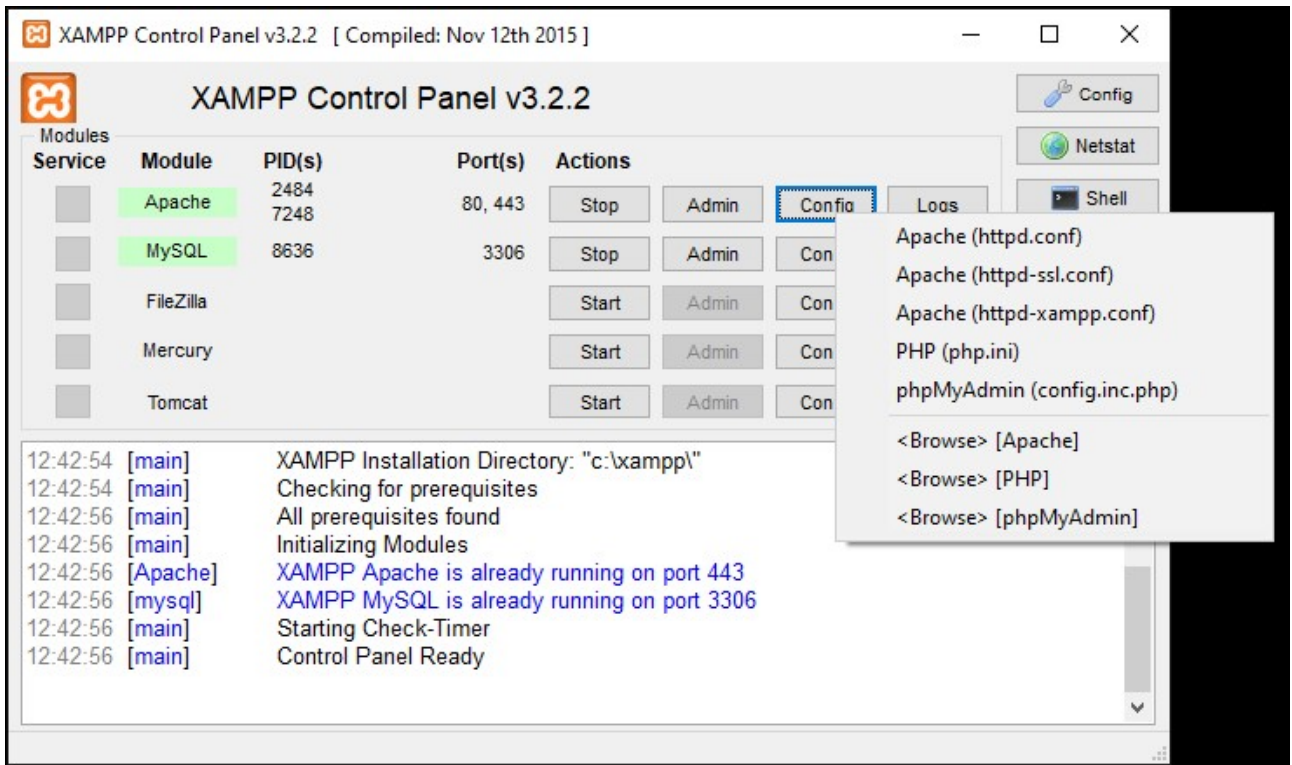 XAMPP Control Panel v3.2.2 [ Compiled: Nov 12th 2015 ]
XAMPP Control Panel v3.2.2
Config
Modules
Netstat
Service Module PID(s) Port(s) Actions
Apache 2484 7248 80, 443 Stop Admin Config Logs
Shell
MySQL 8636 3306 Stop Admin Con
FileZilla Start Admin Con
Mercury Start Admin Con
Tomcat Start Admin Con
Apache (httpd.conf)
Apache (httpd-ssl.conf)
Apache (httpd-xampp.conf)
PHP (php.ini)
phpMyAdmin (config.inc.php)
<Browse> [Apache]
<Browse> [PHP]
<Browse> [phpMyAdmin]
12:42:54 [main] XAMPP Installation Directory: "c:\xampp\"
12:42:54 [main] Checking for prerequisites
12:42:56 [main] All prerequisites found
12:42:56 [main] Initializing Modules
12:42:56 [Apache] XAMPP Apache is already running on port 443
12:42:56 [mysql] XAMPP MySQL is already running on port 3306
12:42:56 [main] Starting Check-Timer
12:42:56 [main] Control Panel Ready